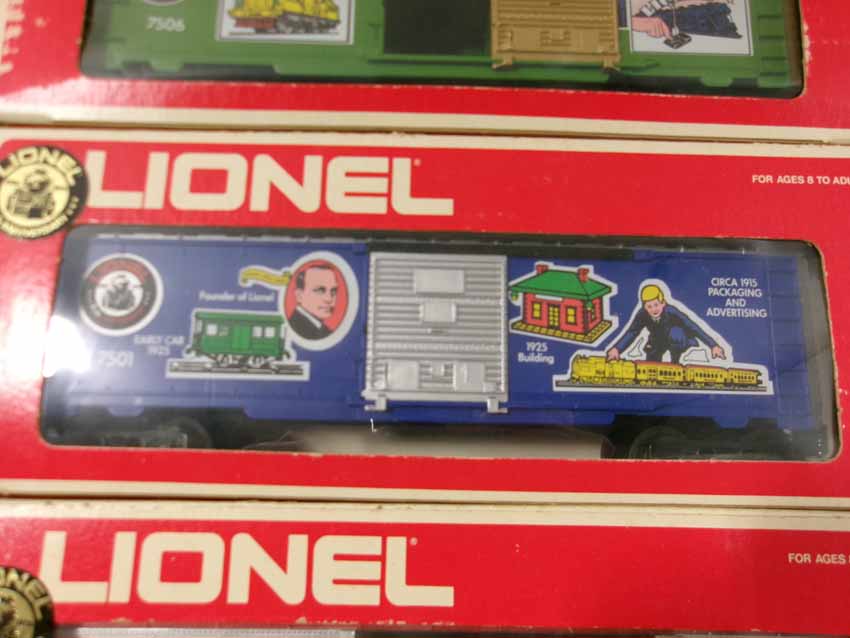 7506
LIONEL
LIONEL
FOR AGES 8 TO ADU
Founder of Lionel
EARLY CAR
1925
7501
1925
Building
CIRCA 1915
PACKAGING
AND
ADVERTISING
LIONEL
FOR AGES